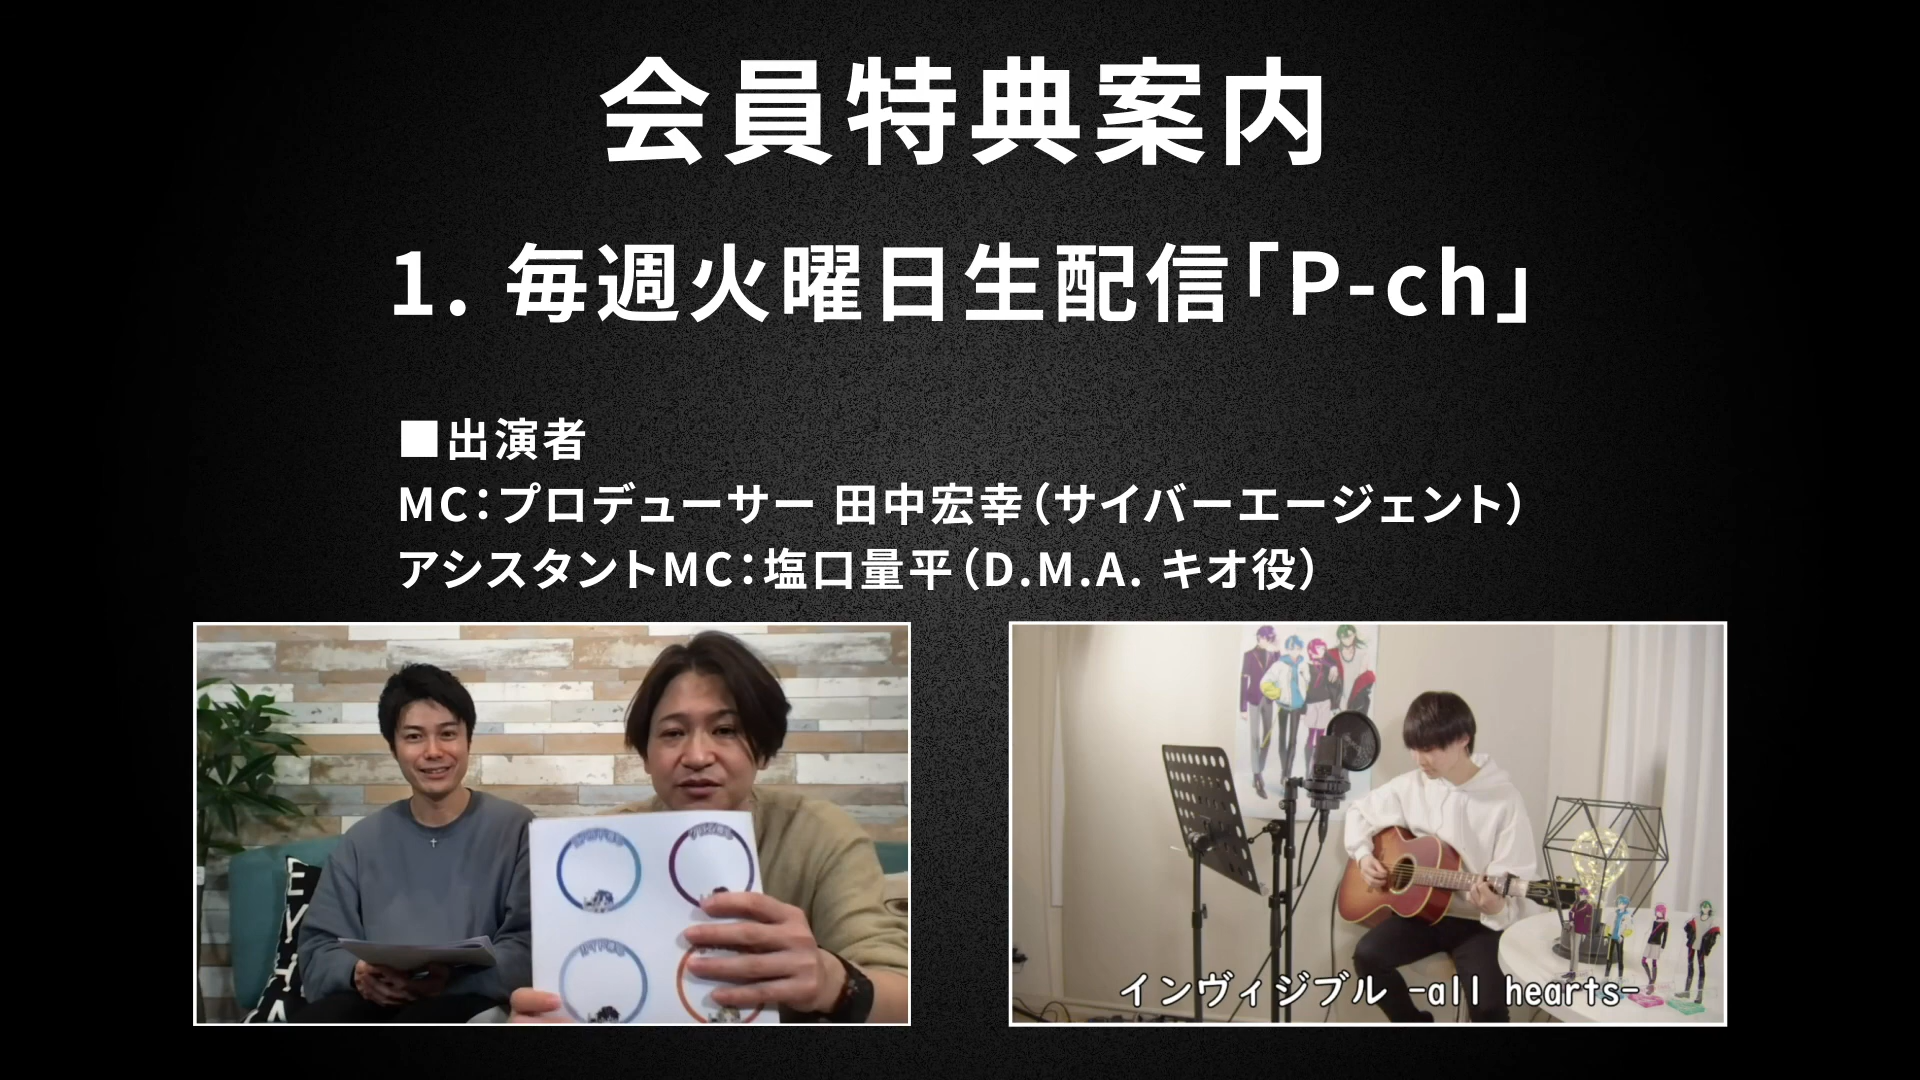 会員特典案内
1. 毎週火曜日生配信「P-ch」
■出演者
MC：プロデューサー 田中宏幸（サイバーエージェント）
アシスタントMC：塩口量平（D.M.A. キオ役）
インヴィジブル -all hearts-